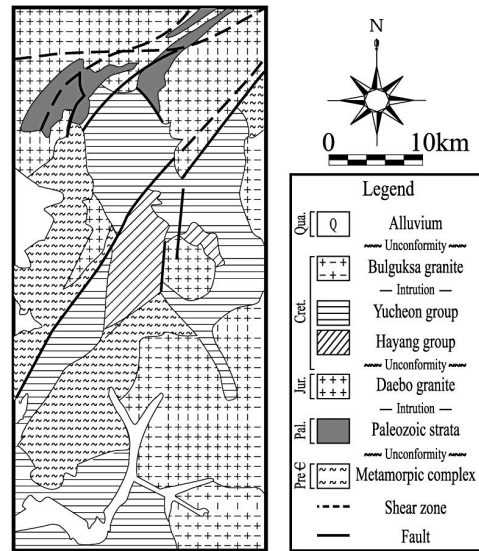 N
0 10km
Legend
Qua. Q Alluvium
Unconformity
Bulguksa granite
Intrution
Cret. Yucheon group
Hayang group
Unconformity
Jur. Daebo granite
Intrution
Pal. Paleozoic strata
Unconformity
Pre Є Metamorpic complex
Shear zone
Fault